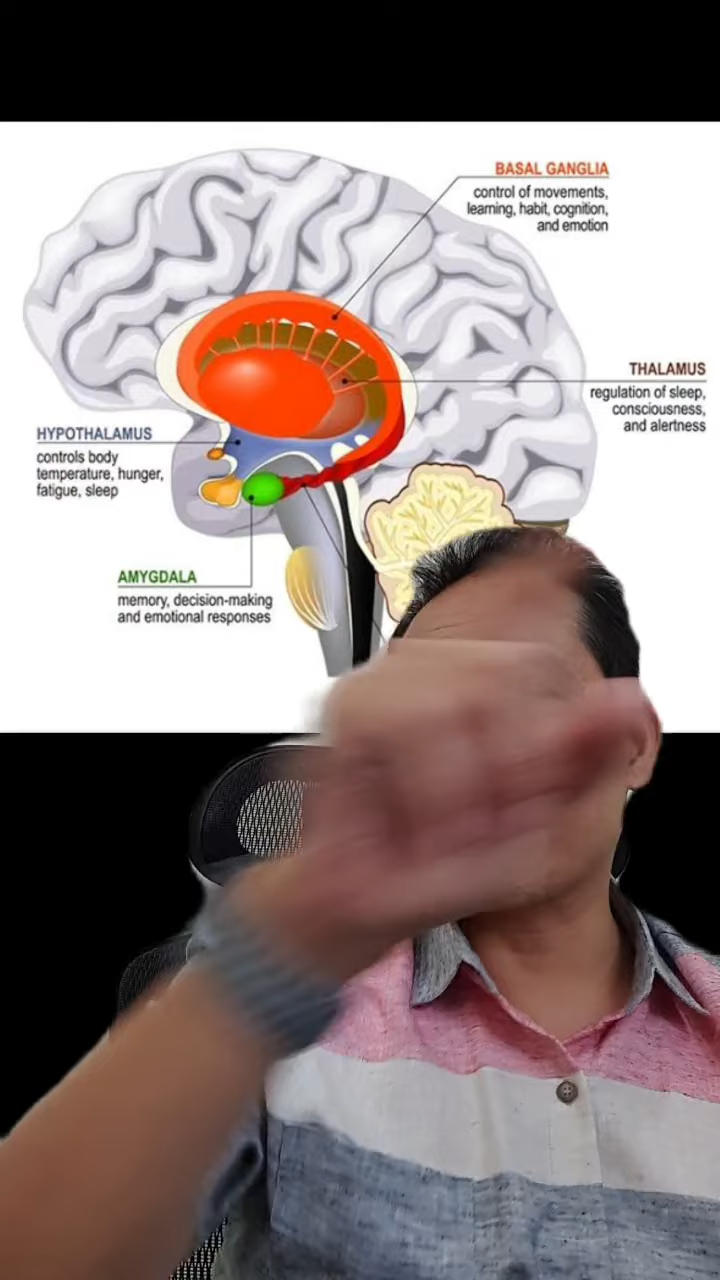 BASAL GANGLIA
control of movements,
learning, habit, cognition,
and emotion
THALAMUS
regulation of sleep,
consciousness,
and alertness
HYPOTHALAMUS
controls body
temperature, hunger,
fatigue, sleep
AMYGDALA
memory, decision-making
and emotional responses